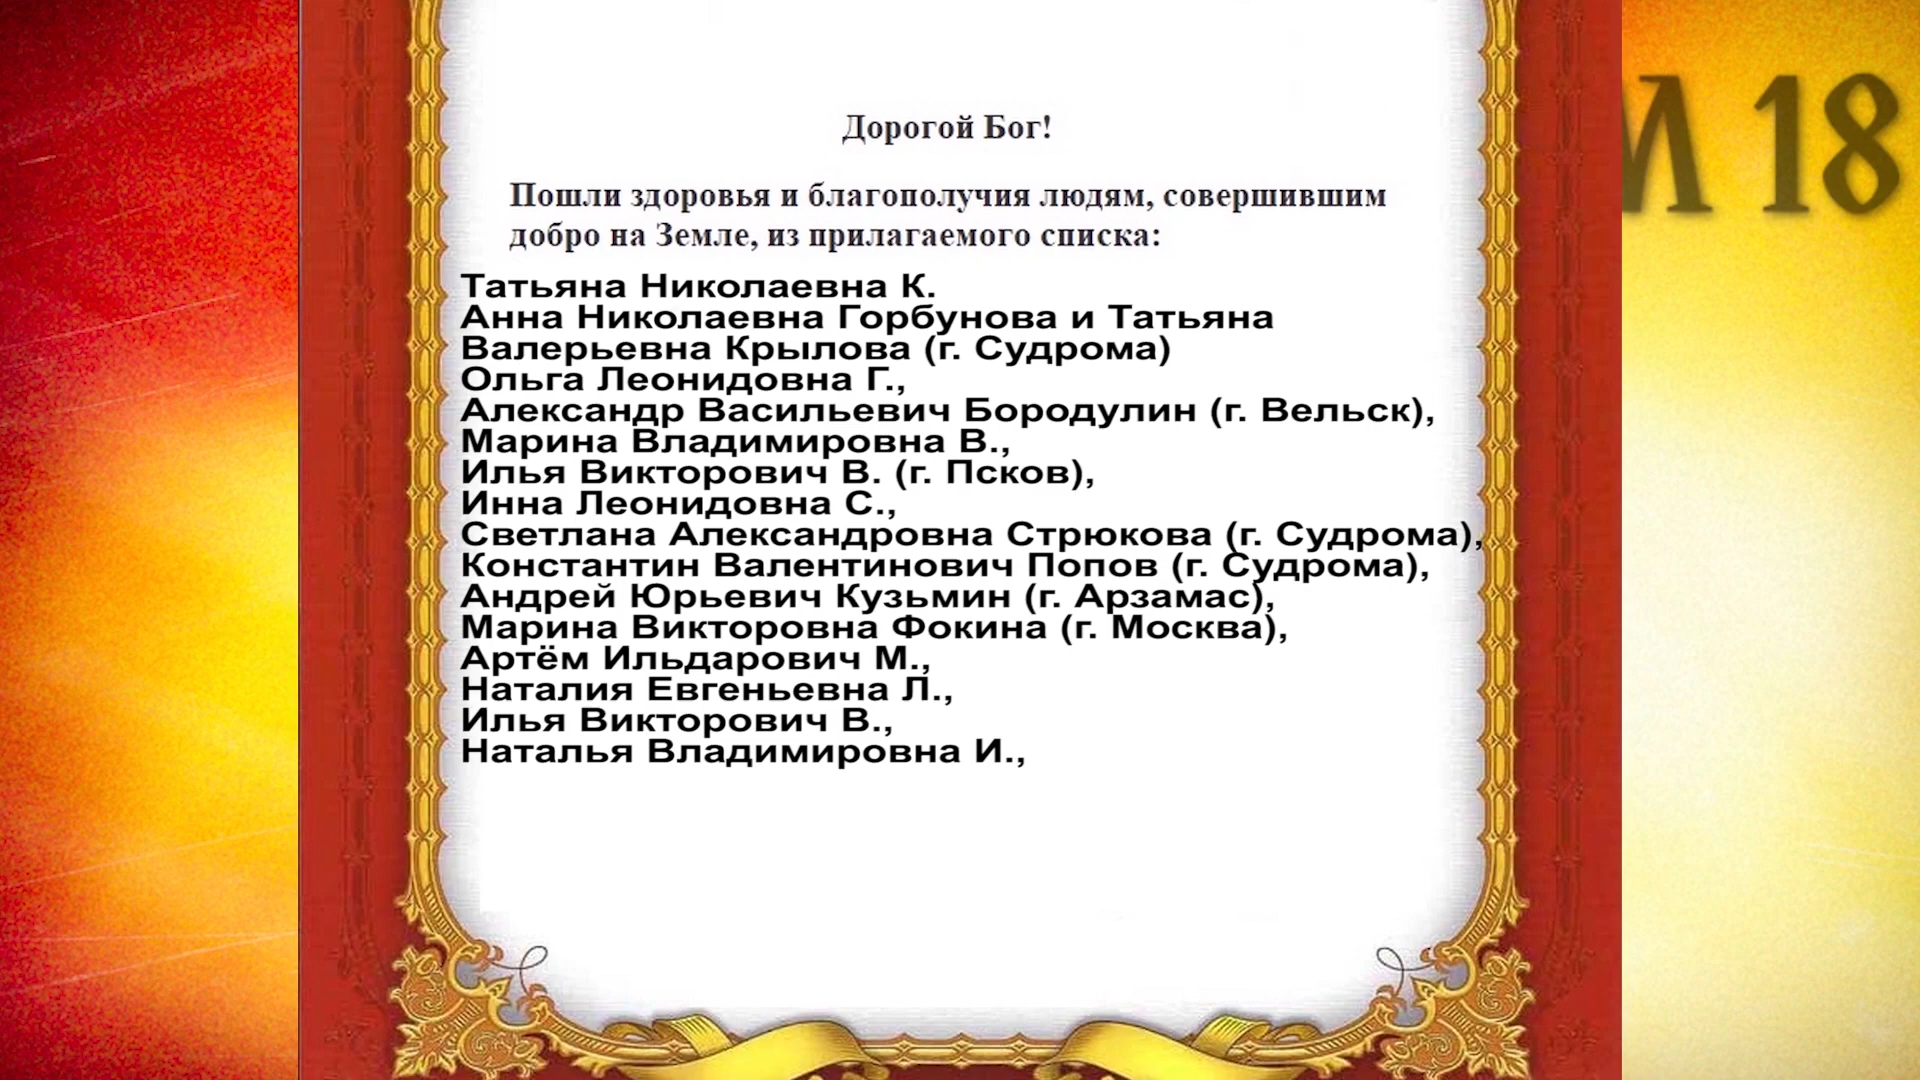 Дорогой Бог!
Пошли здоровья и благополучия людям, совершившим
добро на Земле, из прилагаемого списка:
Татьяна Николаевна К.
Анна Николаевна Горбунова и Татьяна
Валерьевна Крылова (г. Судрома)
Ольга Леонидовна Г.,
Александр Васильевич Бородулин (г. Вельск),
Марина Владимировна В.,
Илья Викторович В. (г. Псков),
Инна Леонидовна С.,
Светлана Александровна Стрюкова (г. Судрома),
Константин Валентинович Попов (г. Судрома),
Андрей Юрьевич Кузьмин (г. Арзамас),
Марина Викторовна Фокина (г. Москва),
Артём Ильдарович М.,
Наталия Евгеньевна Л.,
Илья Викторович В.,
Наталья Владимировна И.,
18